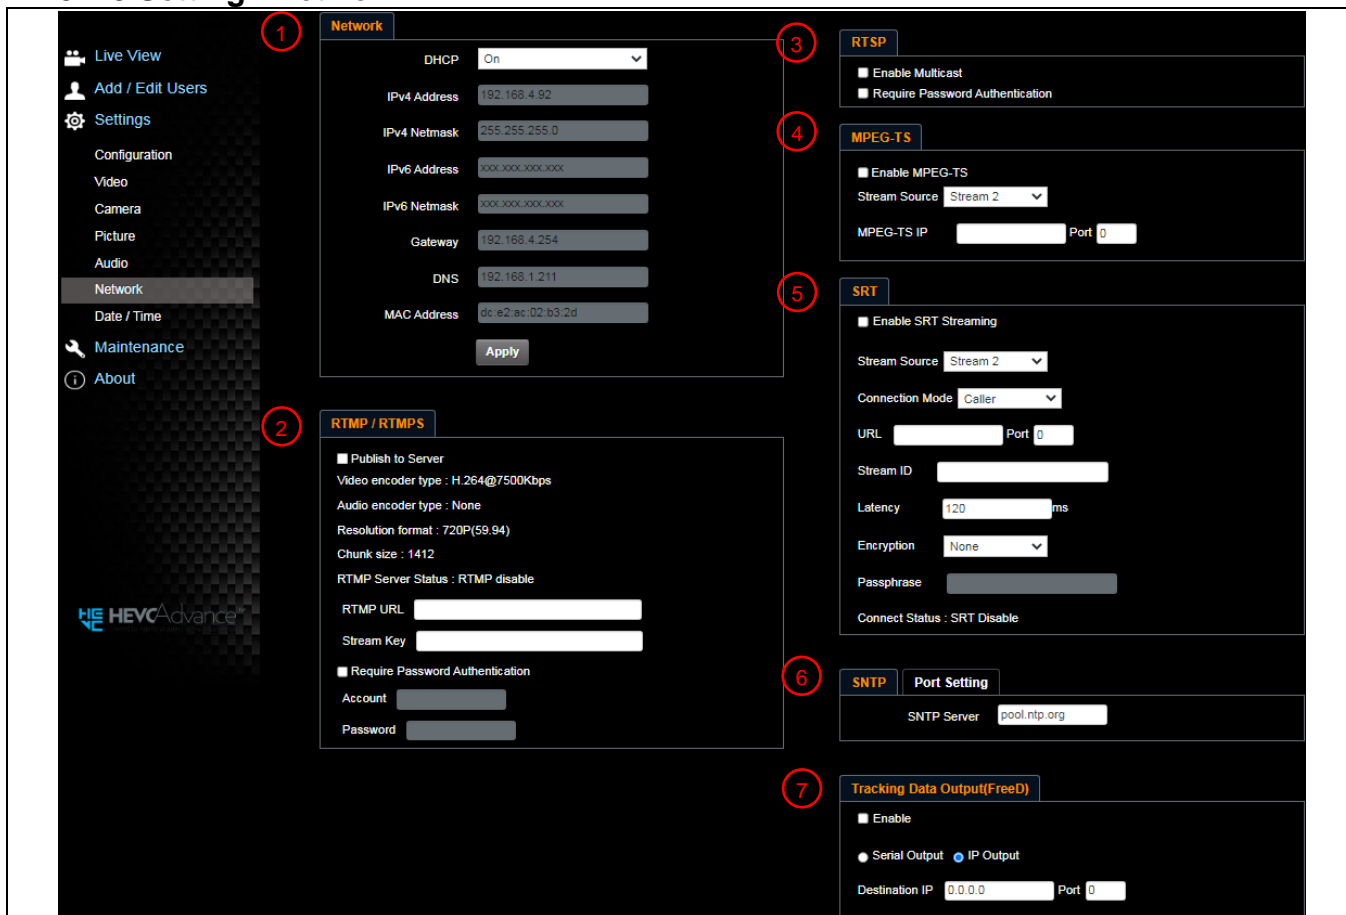 Live View
Add / Edit Users
Settings
Configuration
Video
Camera
Picture
Audio
Network
Date / Time
Maintenance
About
HEVCAdvance™
1
Network
DHCP On
IPv4 Address 192.168.4.92
IPv4 Netmask 255.255.255.0
IPv6 Address xxx.xxx.xxx.xxx
IPv6 Netmask xxx.xxx.xxx.xxx
Gateway 192.168.4.254
DNS 192.168.1.211
MAC Address dc:e2:ac:02:b3:2d
Apply
2
RTMP / RTMPS
Publish to Server
Video encoder type : H.264@7500Kbps
Audio encoder type : None
Resolution format : 720P(59.94)
Chunk size : 1412
RTMP Server Status : RTMP disable
RTMP URL
Stream Key
Require Password Authentication
Account
Password
3
RTSP
Enable Multicast
Require Password Authentication
4
MPEG-TS
Enable MPEG-TS
Stream Source Stream 2
MPEG-TS IP Port 0
5
SRT
Enable SRT Streaming
Stream Source Stream 2
Connection Mode Caller
URL Port 0
Stream ID
Latency 120 ms
Encryption None
Passphrase
Connect Status : SRT Disable
6
SNTP Port Setting
SNTP Server pool.ntp.org
7
Tracking Data Output(FreeD)
Enable
Serial Output IP Output
Destination IP 0.0.0.0 Port 0